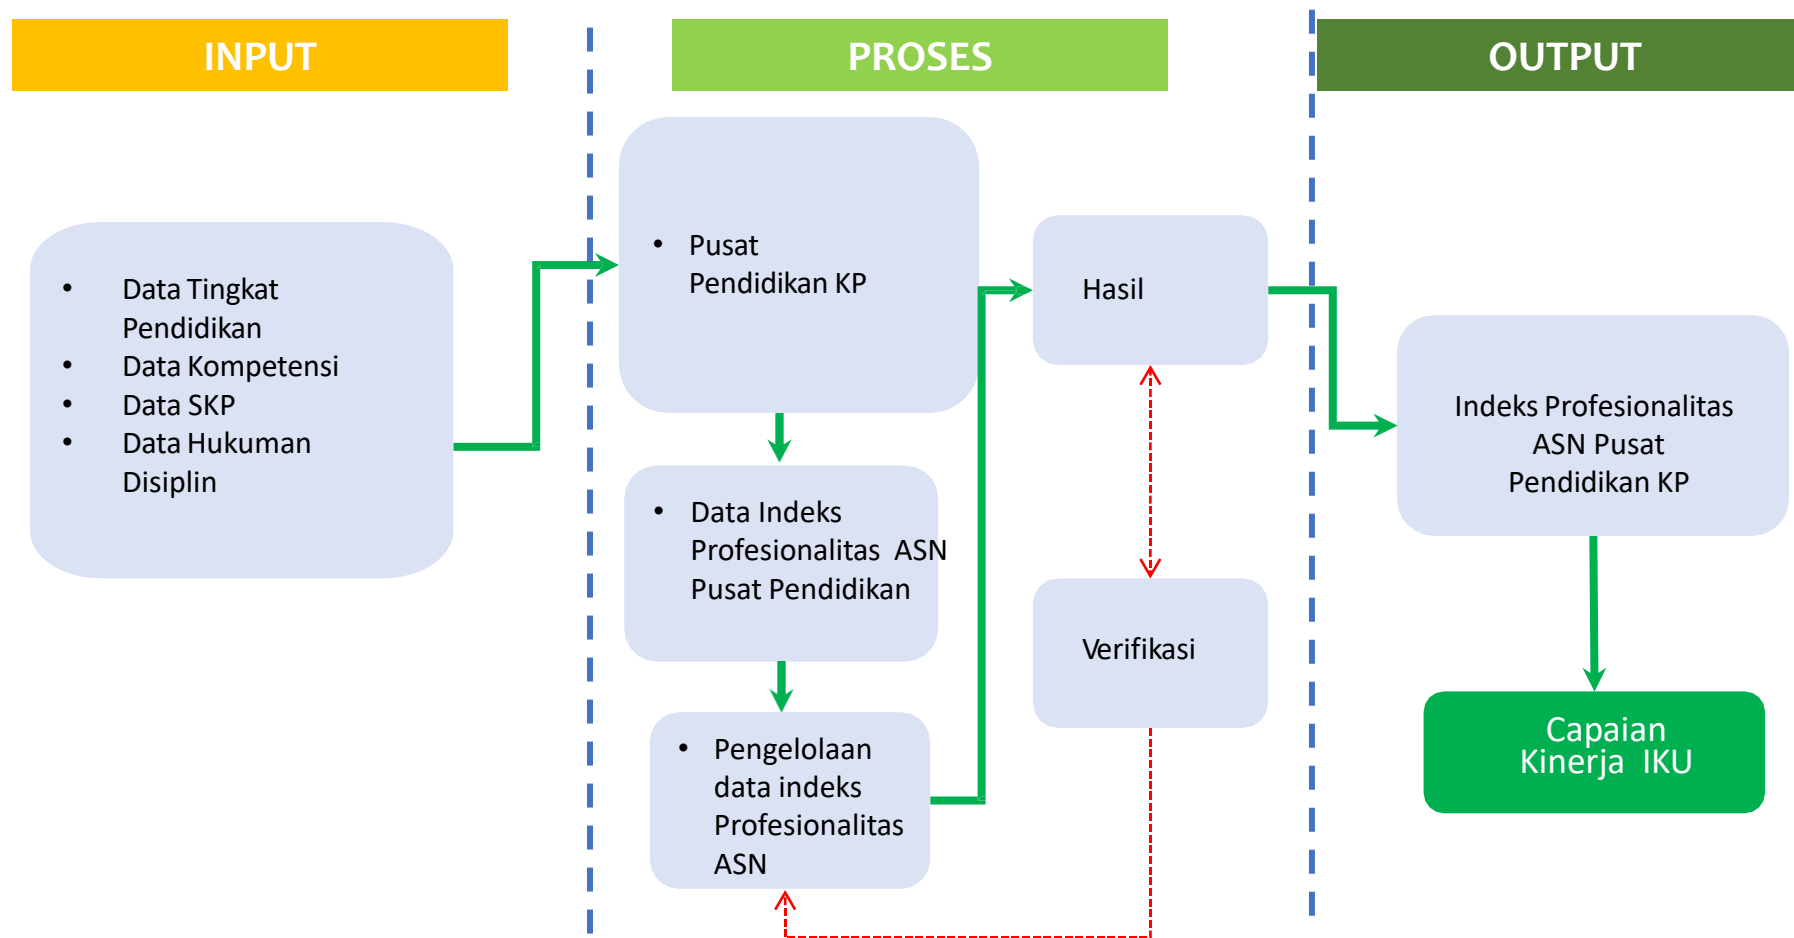 INPUT
PROSES
OUTPUT
• Data Tingkat
Pendidikan
• Data Kompetensi
• Data SKP
• Data Hukuman
Disiplin
• Pusat
Pendidikan KP
• Data Indeks
Profesionalitas ASN
Pusat Pendidikan
• Pengelolaan
data indeks
Profesionalitas
ASN
Hasil
Verifikasi
Indeks Profesionalitas
ASN Pusat
Pendidikan KP
Capaian
Kinerja IKU